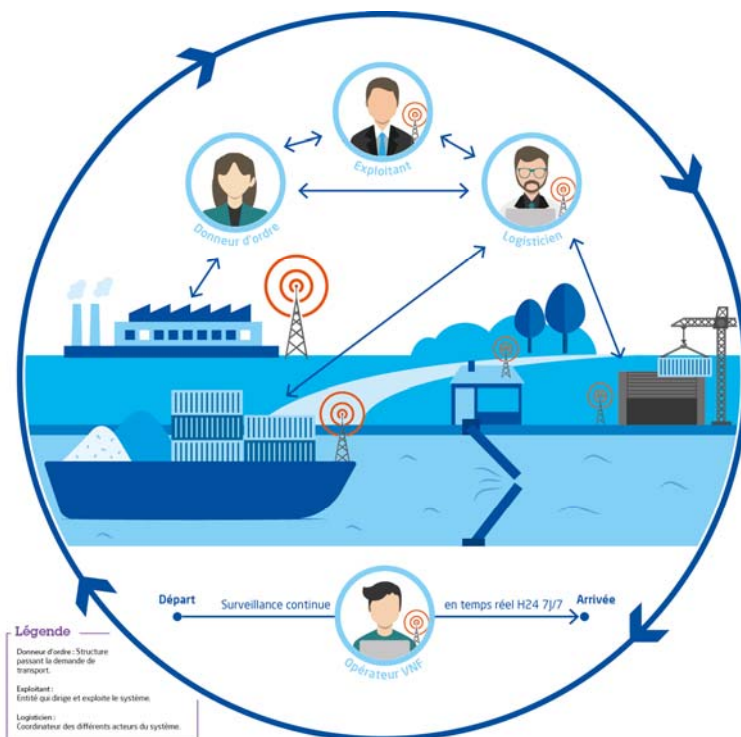 Exploitant
Donneur d'ordre
Logisticien
Départ
Surveillance continue
en temps réel H24 7J/7
Arrivée
Opérateur VNF
Légende
Donneur d'ordre : Structure
passant la demande de
transport.
Exploitant :
Entité qui dirige et exploite le système.
Logisticien :
Coordinateur des différents acteurs du système.